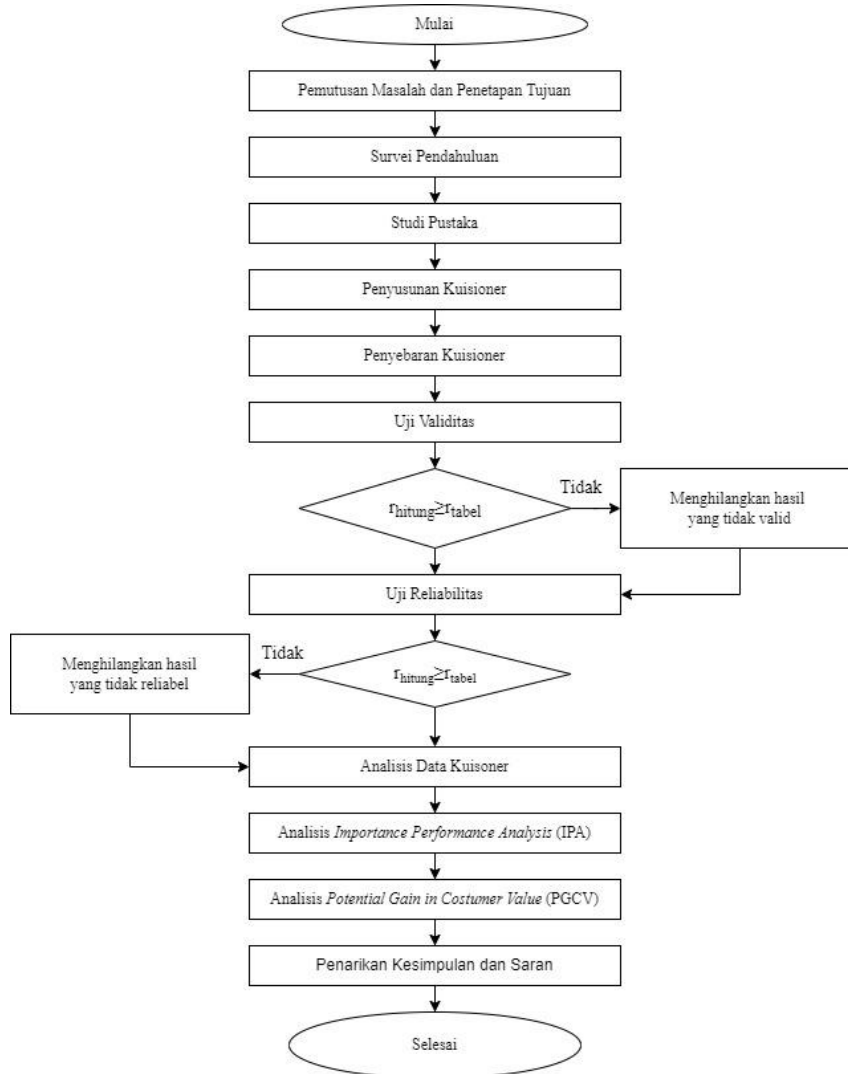 Mulai
Pemutusan Masalah dan Penetapan Tujuan
Survei Pendahuluan
Studi Pustaka
Penyusunan Kuisioner
Penyebaran Kuisioner
Uji Validitas
rhitung≥rtabel
Tidak
Menghilangkan hasil
yang tidak valid
Uji Reliabilitas
rhitung≥rtabel
Tidak
Menghilangkan hasil
yang tidak reliabel
Analisis Data Kuisoner
Analisis Importance Performance Analysis (IPA)
Analisis Potential Gain in Costumer Value (PGCV)
Penarikan Kesimpulan dan Saran
Selesai